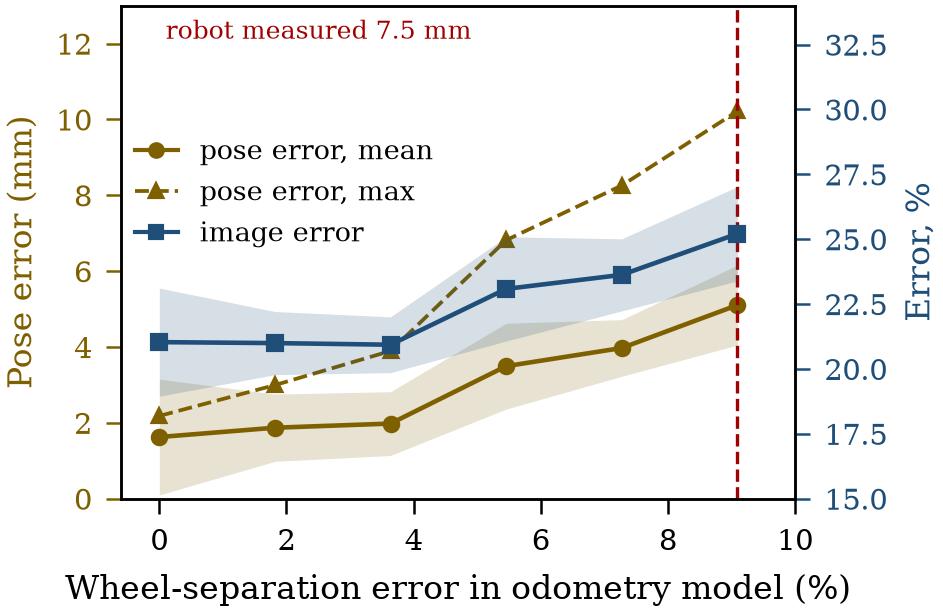 robot measured 7.5 mm
pose error, mean
pose error, max
image error
Pose error (mm)
12
10
8
6
4
2
0
Error, %
32.5
30.0
27.5
25.0
22.5
20.0
17.5
15.0
0 2 4 6 8 10
Wheel-separation error in odometry model (%)